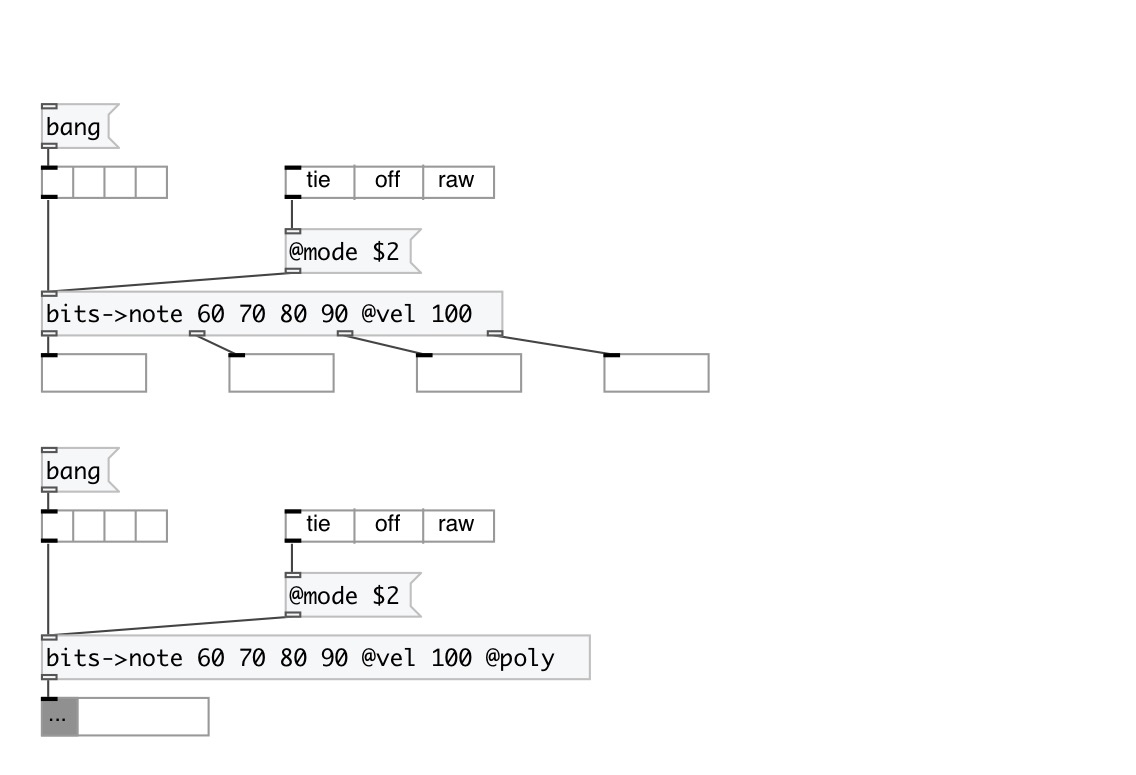 bang
tie off raw
@mode $2
bits->note 60 70 80 90 @vel 100
bang
tie off raw
@mode $2
bits->note 60 70 80 90 @vel 100 @poly
...